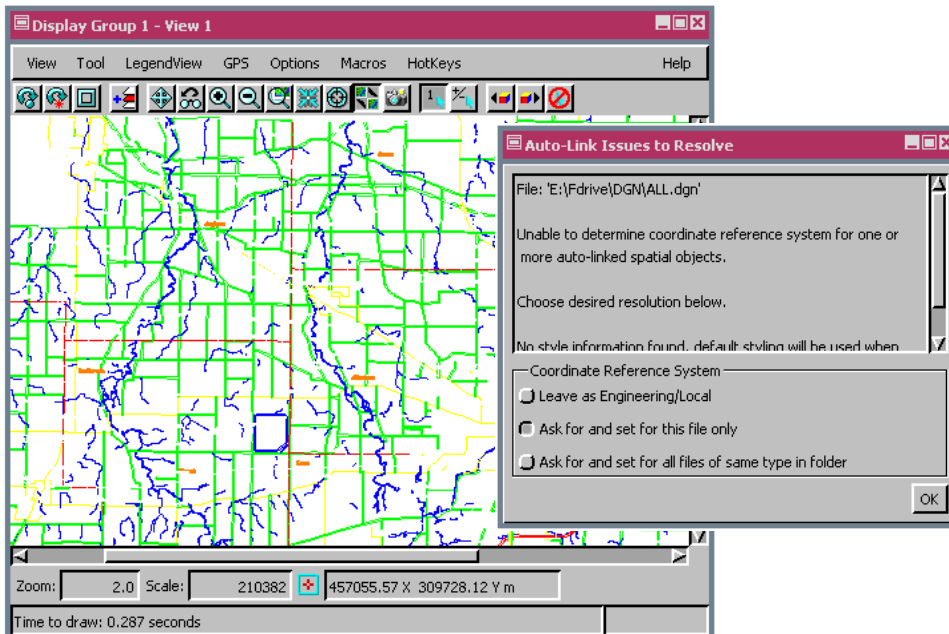 Display Group 1 - View 1
View Tool LegendView GPS Options Macros HotKeys Help
1
Auto-Link Issues to Resolve
File: 'E:\Fdrive\DGN\ALL.dgn'
Unable to determine coordinate reference system for one or
more auto-linked spatial objects.
Choose desired resolution below.
No style information found, default styling will be used when
Coordinate Reference System
Leave as Engineering/Local
Ask for and set for this file only
Ask for and set for all files of same type in folder
OK
Zoom: 2.0 Scale: 210382 457055.57 X 309728.12 Y m
Time to draw: 0.287 seconds